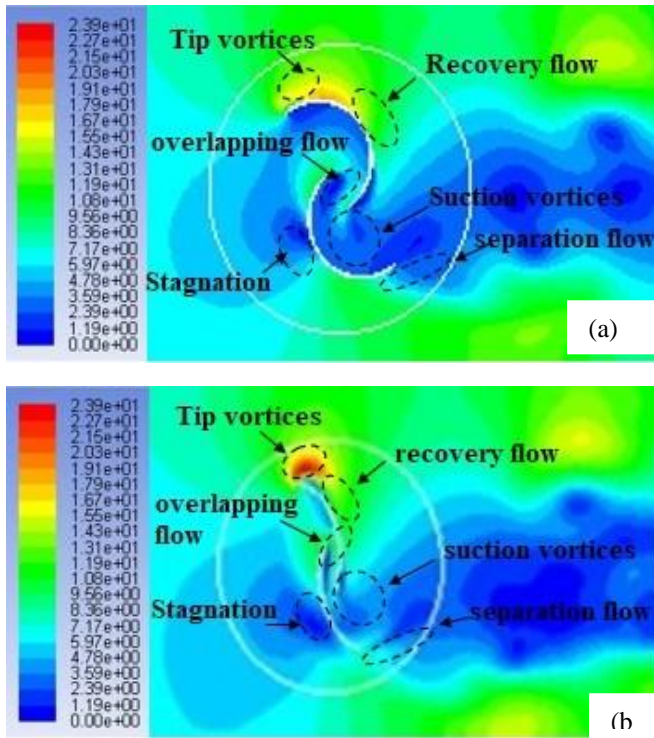 2.39e+01
2.27e+01
2.15e+01
2.03e+01
1.91e+01
1.79e+01
1.67e+01
1.55e+01
1.43e+01
1.31e+01
1.19e+01
1.08e+01
9.56e+00
8.36e+00
7.17e+00
5.97e+00
4.78e+00
3.59e+00
2.39e+00
1.19e+00
0.00e+00
Tip vortices
Recovery flow
overlapping flow
Suction vortices
separation flow
Stagnation
(a)
2.39e+01
2.27e+01
2.15e+01
2.03e+01
1.91e+01
1.79e+01
1.67e+01
1.55e+01
1.43e+01
1.31e+01
1.19e+01
1.08e+01
9.56e+00
8.36e+00
7.17e+00
5.97e+00
4.78e+00
3.59e+00
2.39e+00
1.19e+00
0.00e+00
Tip vortices
recovery flow
overlapping
flow
suction vortices
Stagnation
separation flow
(b